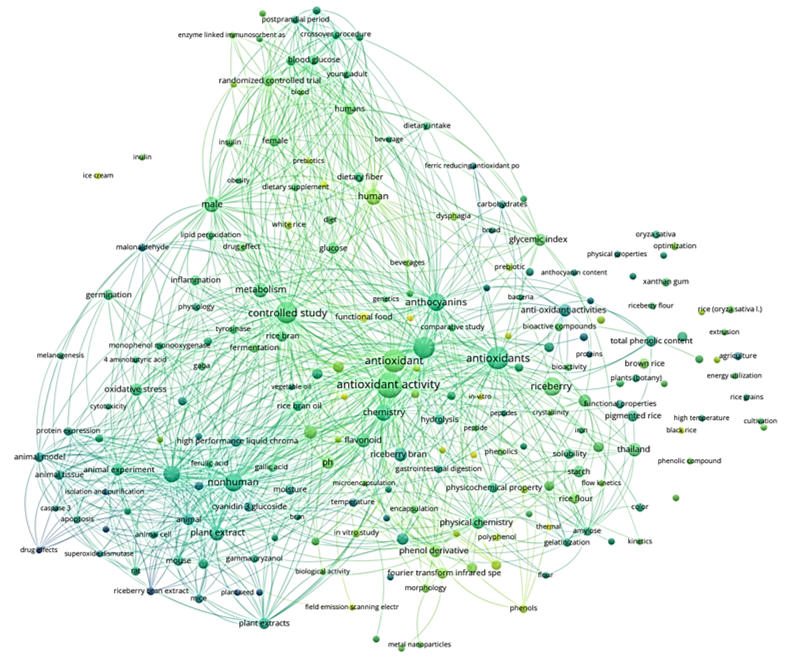 postprandial period
enzyme linked immunosorbent as
crossover procedure
blood glucose
young adult
randomized controlled trial
blood
humans
dietary intake
beverage
insulin
female
inulin
prebiotics
ferric reducing antioxidant po
ice cream
obesity
dietary fiber
dietary supplement
human
male
carbohydrates
dysphagia
white rice
diet
bread
lipid peroxidation
oryza sativa
malonaldehyde
drug effect
glucose
glycemic index
optimization
physical properties
beverages
prebiotic
anthocyanin content
inflammation
xanthan gum
metabolism
germination
genetics
bacteria
anthocyanins
physiology
riceberry flour
controlled study
anti-oxidant activities
rice (oryza sativa l.)
functional food
tyrosinase
comparative study
bioactive compounds
extrusion
rice bran
monophenol monooxygenase
fermentation
total phenolic content
melanogenesis
4 aminobutyric acid
gaba
antioxidant
antioxidants
proteins
agriculture
bioactivity
brown rice
energy utilization
plants (botany)
oxidative stress
vegetable oil
antioxidant activity
riceberry
in-vitro
rice grains
cytotoxicity
rice bran oil
chemistry
peptides
crystallinity
functional properties
pigmented rice
hydrolysis
high temperature
cultivation
protein expression
peptide
iron
black rice
high performance liquid chroma
flavonoid
phenolics
thailand
animal model
riceberry bran
solubility
ph
phenolic compound
animal experiment
ferulic acid
gallic acid
gastrointestinal digestion
animal tissue
starch
nonhuman
microencapsulation
flow kinetics
isolation and purification
moisture
physicochemical property
rice flour
caspase 3
cyanidin 3 glucoside
temperature
encapsulation
color
apoptosis
animal
bran
physical chemistry
thermal
animal cell
plant extract
in vitro study
polyphenol
amylose
gelatinization
kinetics
drug effects
superoxide dismutase
phenol derivative
mouse
gamma oryzanol
rat
biological activity
fourier transform infrared spe
flour
riceberry bran extract
plant seed
morphology
mice
field emission scanning electr
phenols
plant extracts
metal nanoparticles